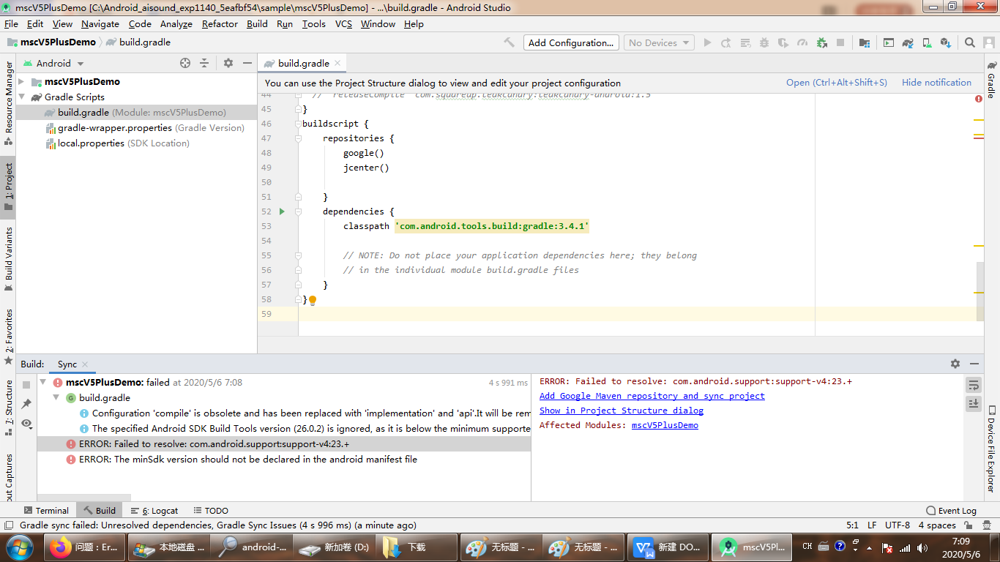 mscV5PlusDemo [C:\Android_aisound_exp1140_5eafbf54\sample\mscV5PlusDemo] - ...\build.gradle - Android Studio
File Edit View Navigate Code Analyze Refactor Build Run Tools VCS Window Help
mscV5PlusDemo build.gradle Add Configuration... No Devices
Android build.gradle
You can use the Project Structure dialog to view and edit your project configuration Open (Ctrl+Alt+Shift+S) Hide notification
Resource Manager
1: Project
Build Variants
2: Favorites
7: Structure
out Captures
Gradle
Device File Explorer
mscV5PlusDemo
Gradle Scripts
build.gradle (Module: mscV5PlusDemo)
gradle-wrapper.properties (Gradle Version)
local.properties (SDK Location)
44 // releaseCompile 'com.squareup.leakcanary:leakcanary-android:1.5'
45 }
46 buildscript {
47 repositories {
48 google()
49 jcenter()
50
51 }
52 dependencies {
53 classpath 'com.android.tools.build:gradle:3.4.1'
54
55 // NOTE: Do not place your application dependencies here; they belong
56 // in the individual module build.gradle files
57 }
58 }
59
Build: Sync
mscV5PlusDemo: failed at 2020/5/6 7:08 4 s 991 ms
build.gradle
Configuration 'compile' is obsolete and has been replaced with 'implementation' and 'api'.It will be rem
The specified Android SDK Build Tools version (26.0.2) is ignored, as it is below the minimum supporte
ERROR: Failed to resolve: com.android.support:support-v4:23.+
ERROR: The minSdk version should not be declared in the android manifest file
ERROR: Failed to resolve: com.android.support:support-v4:23.+
Add Google Maven repository and sync project
Show in Project Structure dialog
Affected Modules: mscV5PlusDemo
Terminal Build 6: Logcat TODO Event Log
Gradle sync failed: Unresolved dependencies, Gradle Sync Issues (4 s 996 ms) (a minute ago) 5:1 LF UTF-8 4 spaces
问题：Er... 本地磁盘 ... android-... 新加卷 (D:) 下载 无标题 - ... 无标题 - ... 新建 DO... mscV5Pl... CH 7:09
2020/5/6